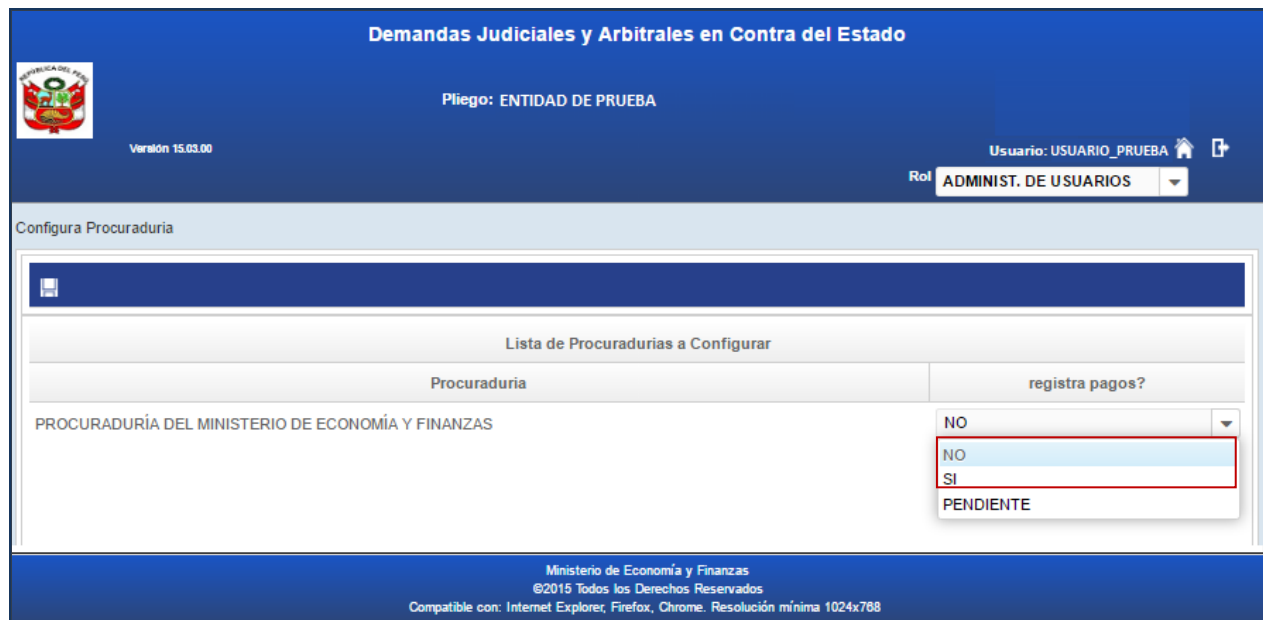 Demandas Judiciales y Arbitrales en Contra del Estado
REPUBLICA DEL PERU
Pliego: ENTIDAD DE PRUEBA
Versión 15.03.00
Usuario: USUARIO_PRUEBA
Rol ADMINIST. DE USUARIOS
Configura Procuraduria
Lista de Procuradurias a Configurar
Procuraduria registra pagos?
PROCURADURÍA DEL MINISTERIO DE ECONOMÍA Y FINANZAS NO
NO
SI
PENDIENTE
Ministerio de Economía y Finanzas
©2015 Todos los Derechos Reservados
Compatible con: Internet Explorer, Firefox, Chrome. Resolución mínima 1024x768